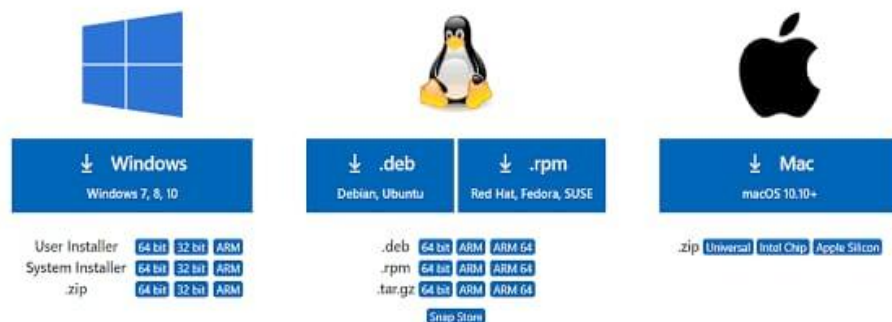 Windows
Windows 7, 8, 10
User Installer 64 bit 32 bit ARM
System Installer 64 bit 32 bit ARM
.zip 64 bit 32 bit ARM
.deb
Debian, Ubuntu
.rpm
Red Hat, Fedora, SUSE
.deb 64 bit ARM ARM 64
.rpm 64 bit ARM ARM 64
.tar.gz 64 bit ARM ARM 64
Snap Store
Mac
macOS 10.10+
.zip Universal Intel Chip Apple Silicon